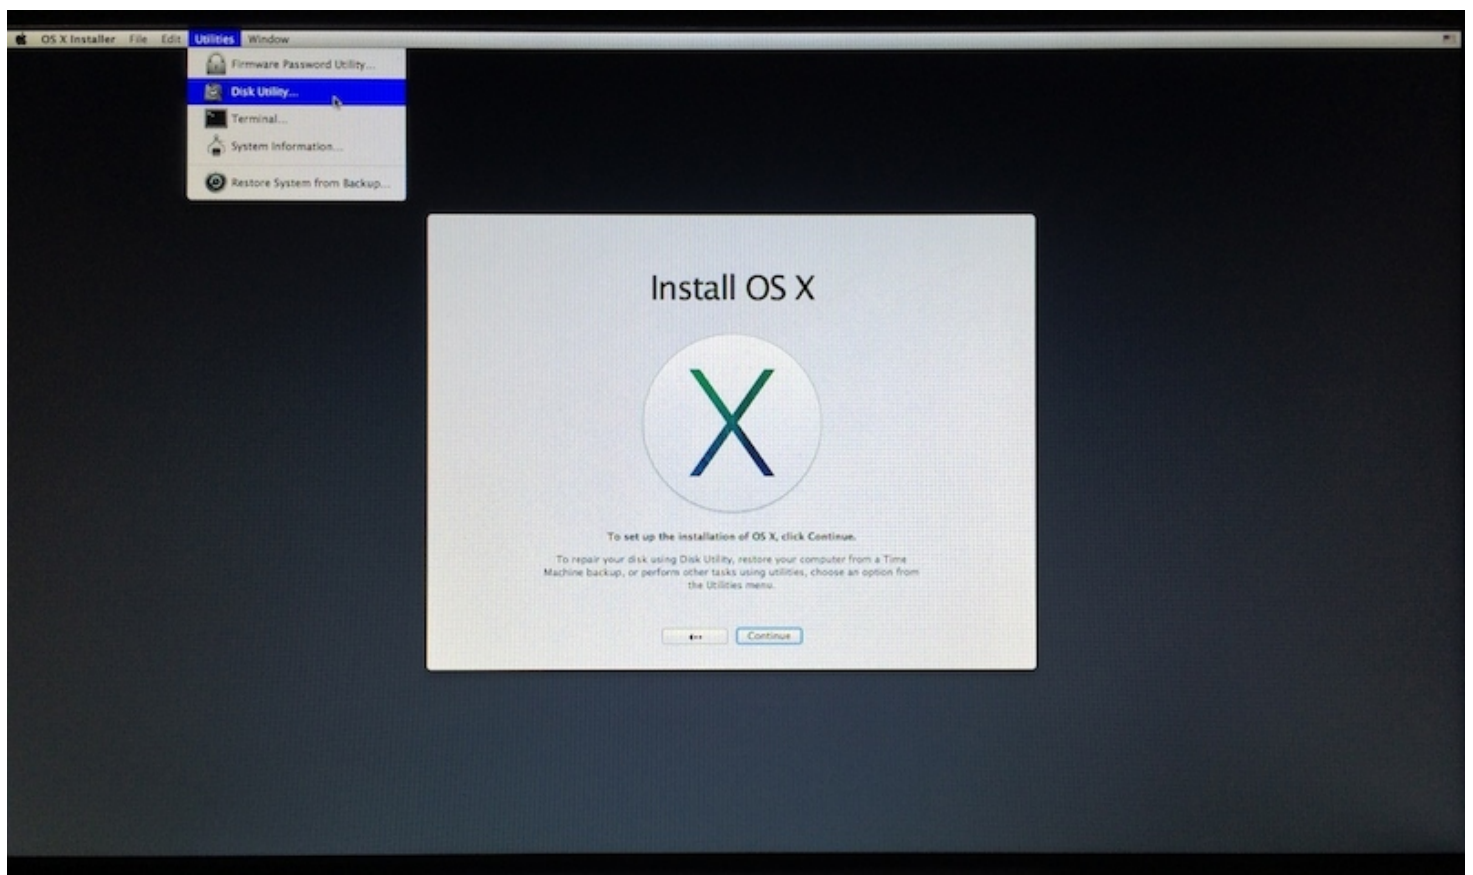 OS X Installer File Edit Utilities Window
Firmware Password Utility...
Disk Utility...
Terminal...
System Information...
Restore System from Backup...
Install OS X
X
To set up the installation of OS X, click Continue.
To repair your disk using Disk Utility, restore your computer from a Time
Machine backup, or perform other tasks using utilities, choose an option from
the Utilities menu.
Continue